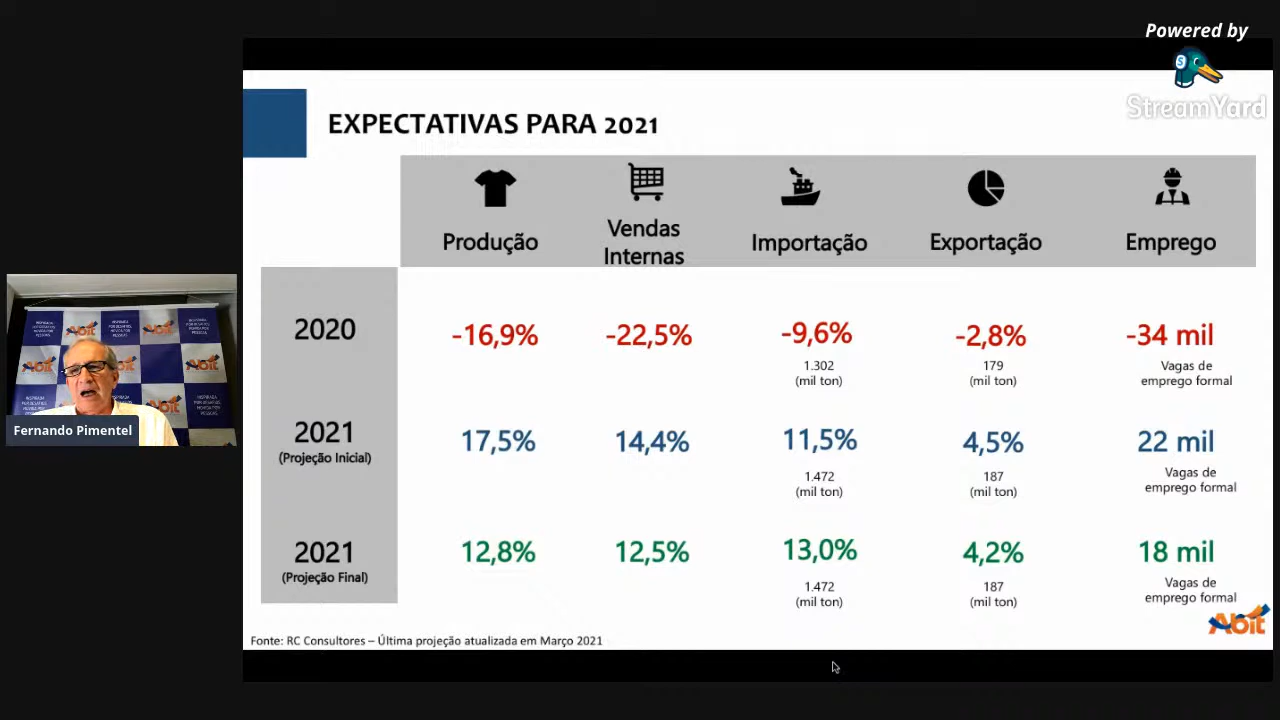 Powered by
StreamYard
EXPECTATIVAS PARA 2021
Produção
Vendas
Internas
Importação
Exportação
Emprego
2020
-16,9%
-22,5%
-9,6%
1.302
(mil ton)
-2,8%
179
(mil ton)
-34 mil
Vagas de
emprego formal
2021
(Projeção Inicial)
17,5%
14,4%
11,5%
1.472
(mil ton)
4,5%
187
(mil ton)
22 mil
Vagas de
emprego formal
2021
(Projeção Final)
12,8%
12,5%
13,0%
1.472
(mil ton)
4,2%
187
(mil ton)
18 mil
Vagas de
emprego formal
Abit
Fonte: RC Consultores – Última projeção atualizada em Março 2021
Abit
Abit
Fernando Pimentel